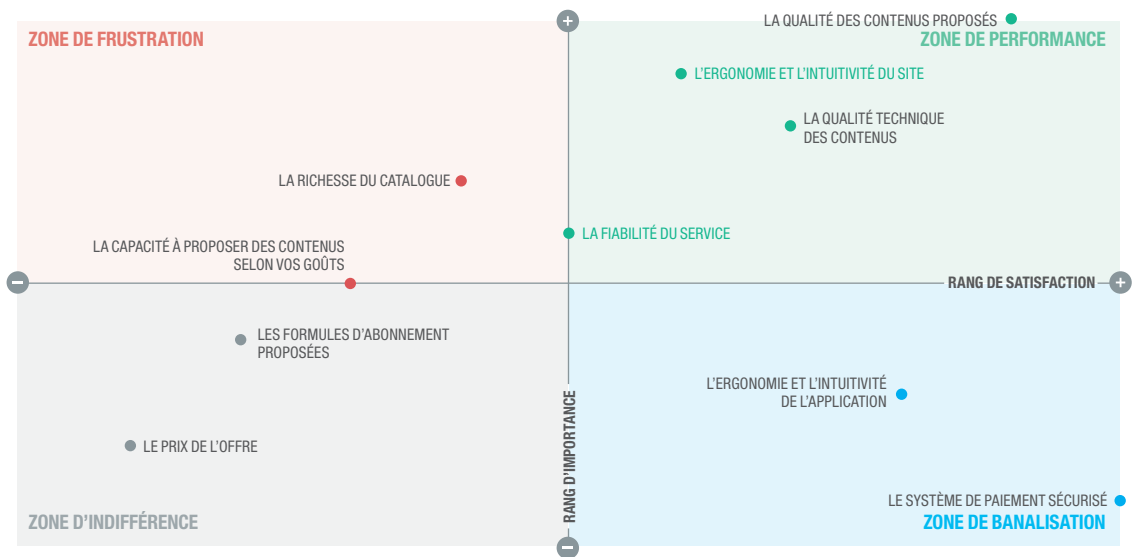 LA QUALITÉ DES CONTENUS PROPOSÉS
ZONE DE FRUSTRATION
ZONE DE PERFORMANCE
L'ERGONOMIE ET L'INTUITIVITÉ DU SITE
LA QUALITÉ TECHNIQUE
DES CONTENUS
LA RICHESSE DU CATALOGUE
LA FIABILITÉ DU SERVICE
LA CAPACITÉ À PROPOSER DES CONTENUS
SELON VOS GOÛTS
RANG DE SATISFACTION
LES FORMULES D'ABONNEMENT
PROPOSÉES
L'ERGONOMIE ET L'INTUITIVITÉ
DE L'APPLICATION
RANG D'IMPORTANCE
LE PRIX DE L'OFFRE
LE SYSTÈME DE PAIEMENT SÉCURISÉ
ZONE D'INDIFFÉRENCE
ZONE DE BANALISATION